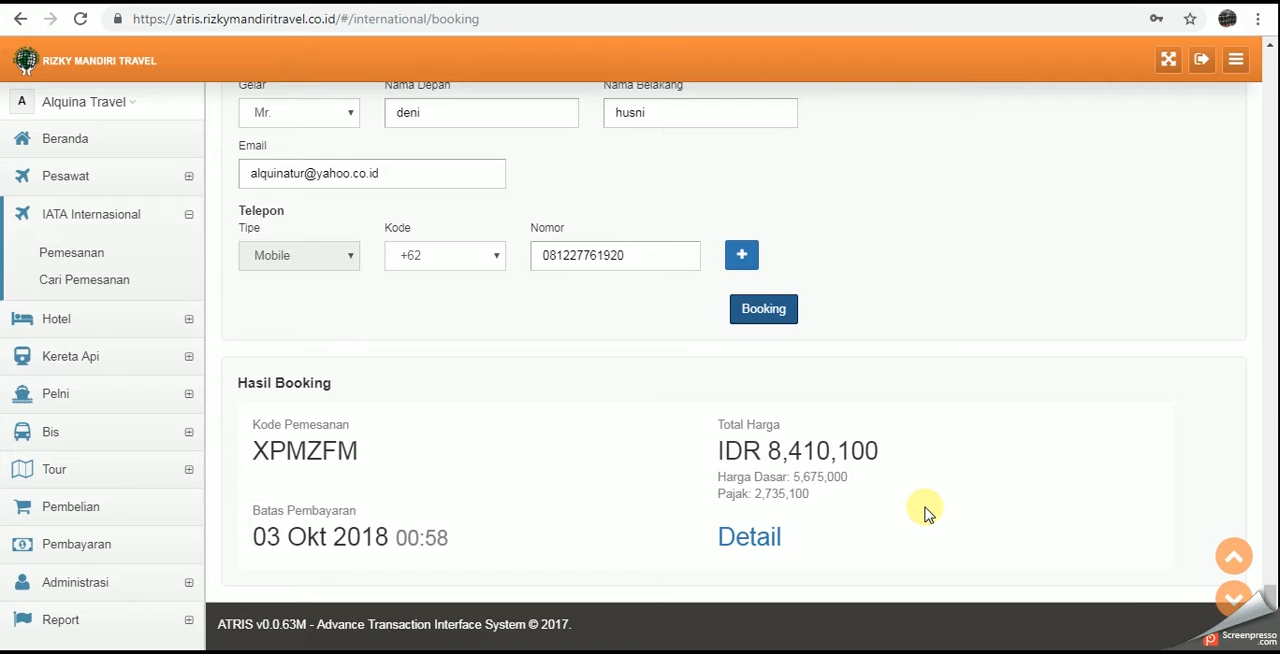 https://atris.rizkymandiritravel.co.id/#/international/booking
RIZKY MANDIRI TRAVEL
A Alquina Travel
Beranda
Pesawat
IATA Internasional
Pemesanan
Cari Pemesanan
Hotel
Kereta Api
Pelni
Bis
Tour
Pembelian
Pembayaran
Administrasi
Report
Gelar Nama Depan Nama Belakang
Mr. deni husni
Email
alquinatur@yahoo.co.id
Telepon
Tipe Kode Nomor
Mobile +62 081227761920
Booking
Hasil Booking
Kode Pemesanan
XPMZFM
Batas Pembayaran
03 Okt 2018 00:58
Total Harga
IDR 8,410,100
Harga Dasar: 5,675,000
Pajak: 2,735,100
Detail
ATRIS v0.0.63M - Advance Transaction Interface System © 2017.
Screenpresso
.com